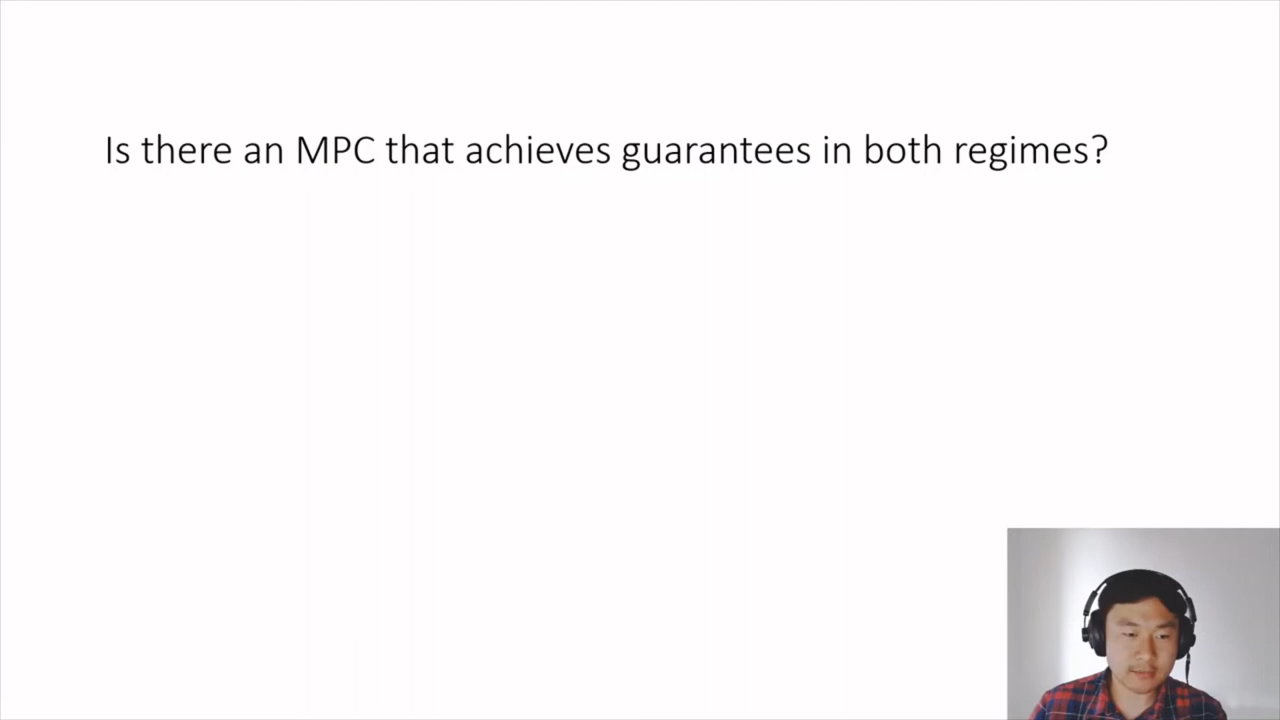 Is there an MPC that achieves guarantees in both regimes?